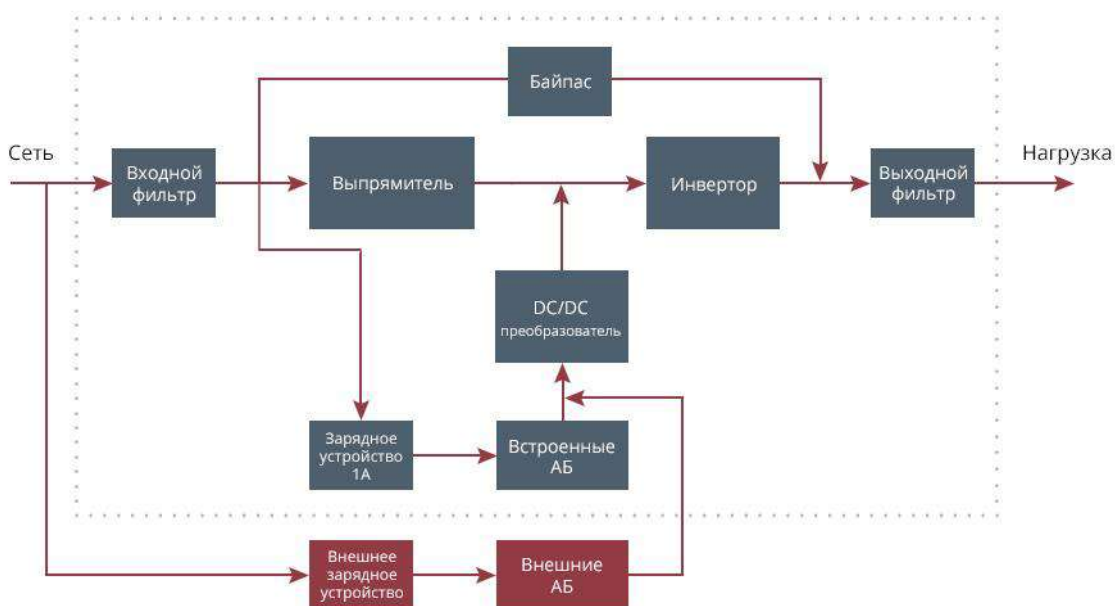 Байпас
Сеть
Входной
фильтр
Выпрямитель
Инвертор
Выходной
фильтр
Нагрузка
DC/DC
преобразователь
Зарядное
устройство
1А
Встроенные
АБ
Внешнее
зарядное
устройство
Внешние
АБ